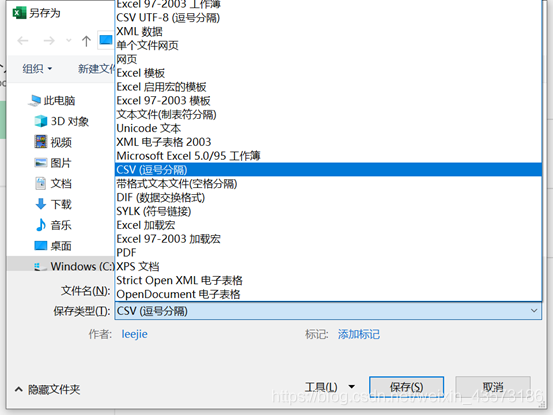 另存为
Excel 97-2003 工作簿
CSV UTF-8 (逗号分隔)
XML 数据
单个文件网页
网页
Excel 模板
Excel 启用宏的模板
Excel 97-2003 模板
文本文件(制表符分隔)
Unicode 文本
XML 电子表格 2003
Microsoft Excel 5.0/95 工作簿
CSV (逗号分隔)
带格式文本文件(空格分隔)
DIF (数据交换格式)
SYLK (符号链接)
Excel 加载宏
Excel 97-2003 加载宏
PDF
XPS 文档
Strict Open XML 电子表格
OpenDocument 电子表格
组织
新建文件
此电脑
3D 对象
视频
图片
文档
下载
音乐
桌面
Windows (C:)
文件名(N):
保存类型(T): CSV (逗号分隔)
作者: leejie 标记: 添加标记
隐藏文件夹 工具(L) 保存(S) 取消
https://blog.csdn.net/weixin_43573186